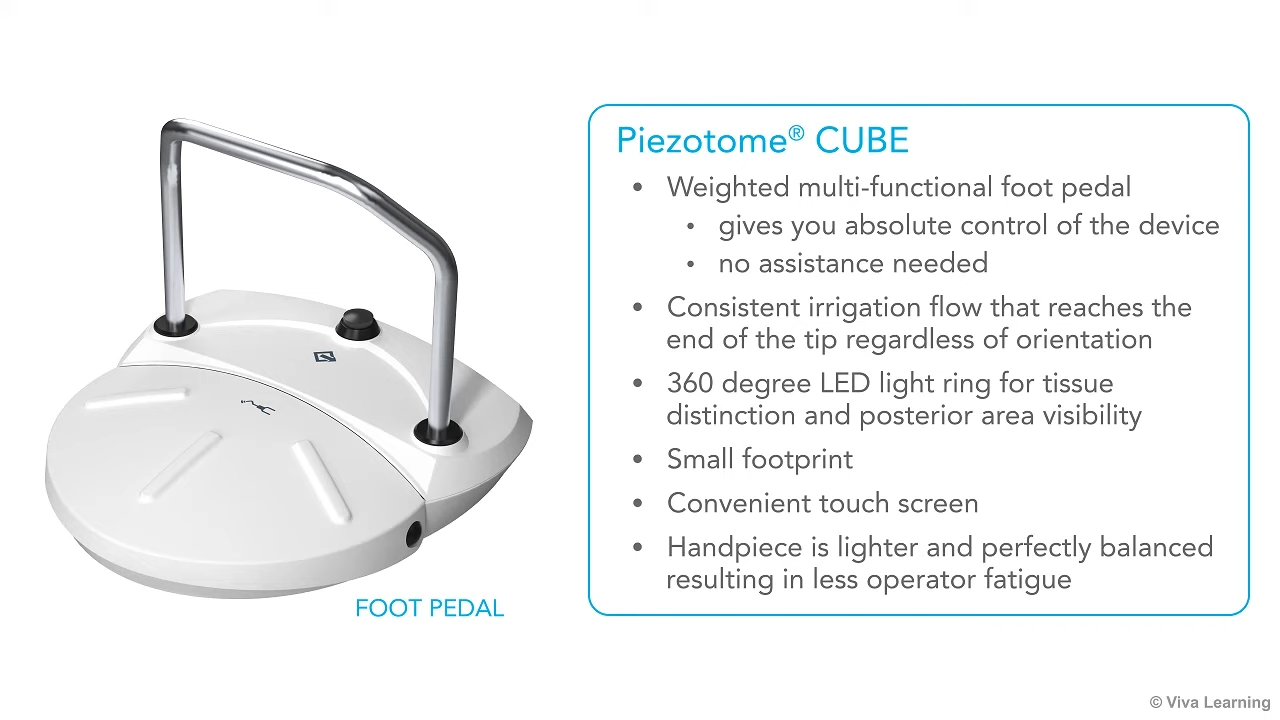 Piezotome® CUBE
• Weighted multi-functional foot pedal
• gives you absolute control of the device
• no assistance needed
• Consistent irrigation flow that reaches the
end of the tip regardless of orientation
• 360 degree LED light ring for tissue
distinction and posterior area visibility
• Small footprint
• Convenient touch screen
• Handpiece is lighter and perfectly balanced
resulting in less operator fatigue
FOOT PEDAL
© Viva Learning